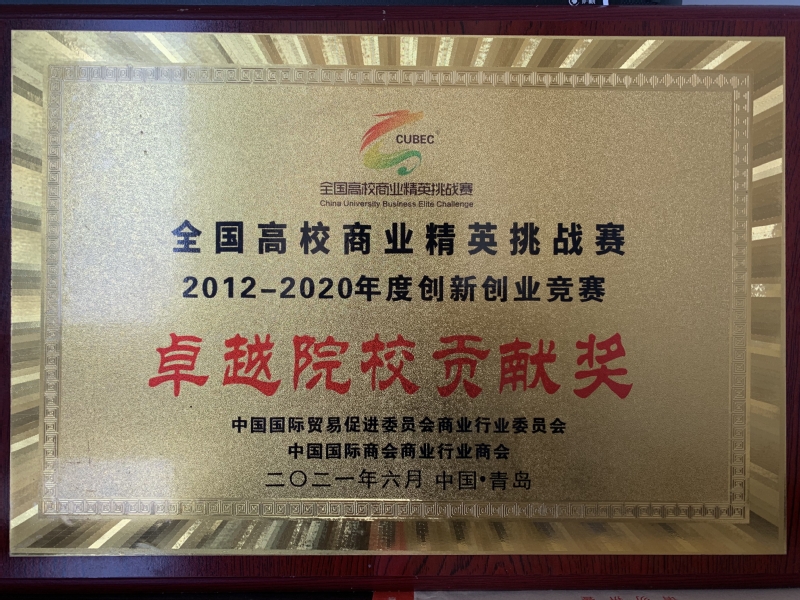 CUBEC
全国高校商业精英挑战赛
China University Business Elite Challenge
全国高校商业精英挑战赛
2012-2020年度创新创业竞赛
卓越院校贡献奖
中国国际贸易促进委员会商业行业委员会
中国国际商会商业行业商会
二〇二一年六月 中国·青岛